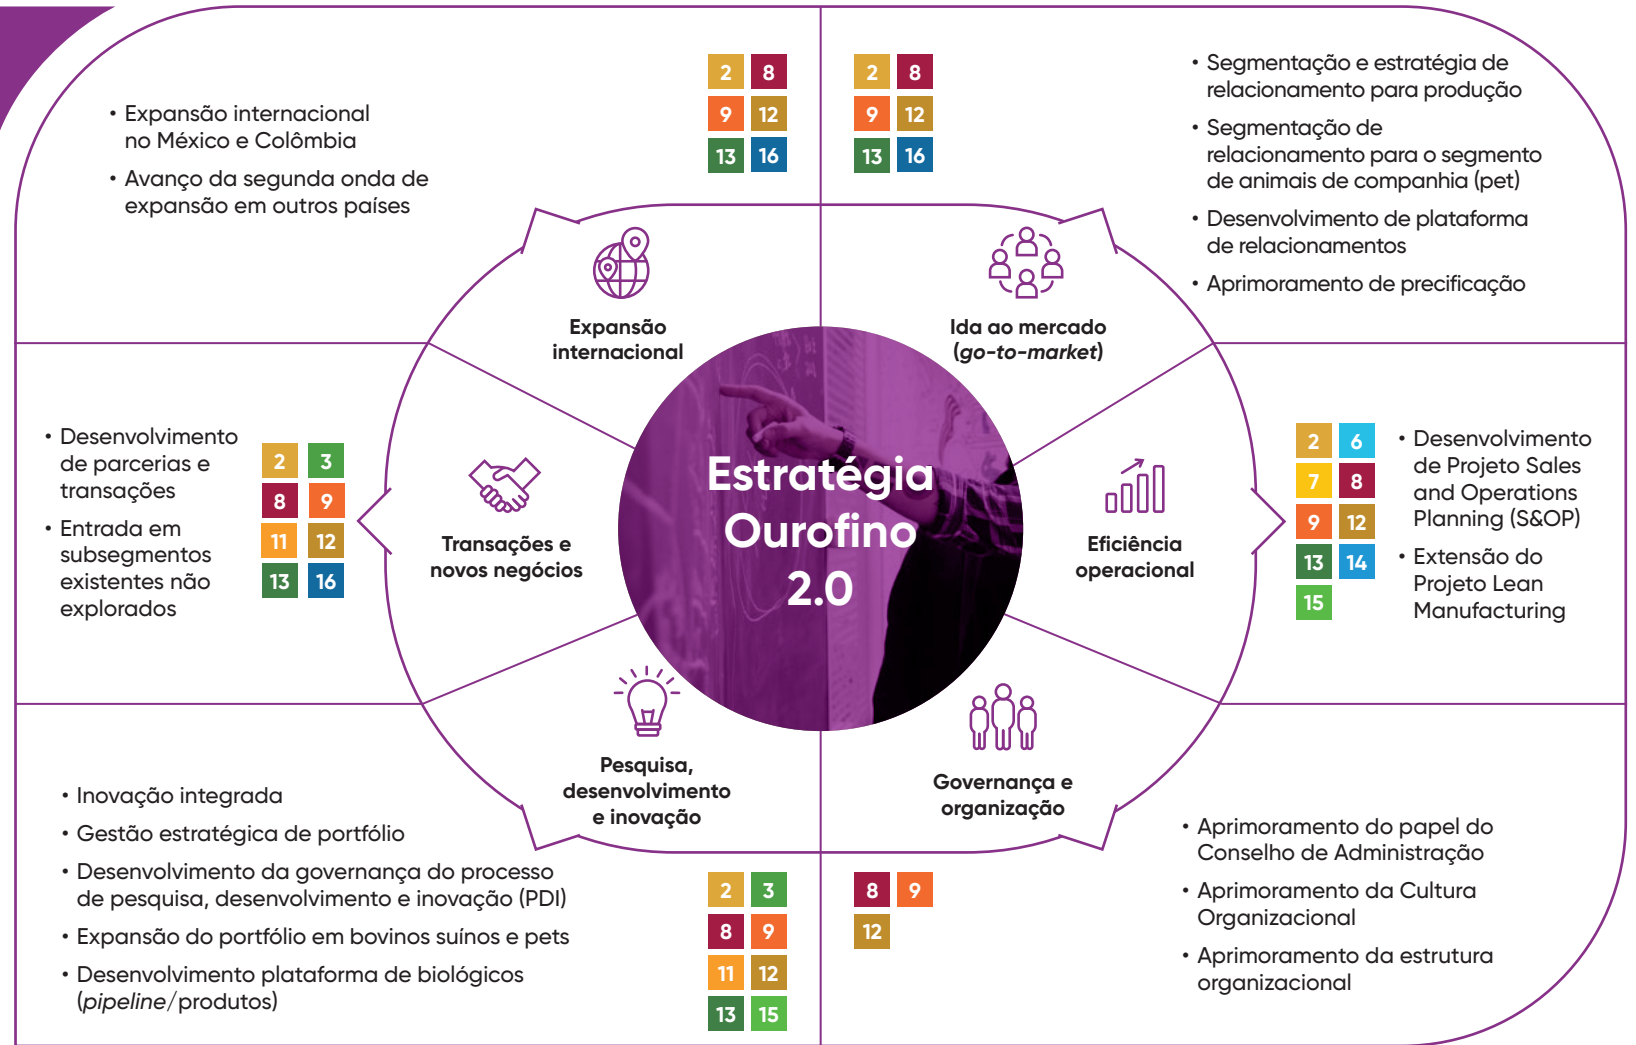 • Expansão internacional
no México e Colômbia
• Avanço da segunda onda de
expansão em outros países
2 8
9 12
13 16
Expansão
internacional
2 8
9 12
13 16
• Segmentação e estratégia de
relacionamento para produção
• Segmentação de
relacionamento para o segmento
de animais de companhia (pet)
• Desenvolvimento de plataforma
de relacionamentos
• Aprimoramento de precificação
Ida ao mercado
(go-to-market)
• Desenvolvimento
de parcerias e
transações
• Entrada em
subsegmentos
existentes não
explorados
2 3
8 9
11 12
13 16
Transações e
novos negócios
Estratégia
Ourofino
2.0
Eficiência
operacional
2 6
7 8
9 12
13 14
15
• Desenvolvimento
de Projeto Sales
and Operations
Planning (S&OP)
• Extensão do
Projeto Lean
Manufacturing
Pesquisa,
desenvolvimento
e inovação
• Inovação integrada
• Gestão estratégica de portfólio
• Desenvolvimento da governança do processo
de pesquisa, desenvolvimento e inovação (PDI)
• Expansão do portfólio em bovinos suínos e pets
• Desenvolvimento plataforma de biológicos
(pipeline/produtos)
2 3
8 9
11 12
13 15
Governança e
organização
8 9
12
• Aprimoramento do papel do
Conselho de Administração
• Aprimoramento da Cultura
Organizacional
• Aprimoramento da estrutura
organizacional